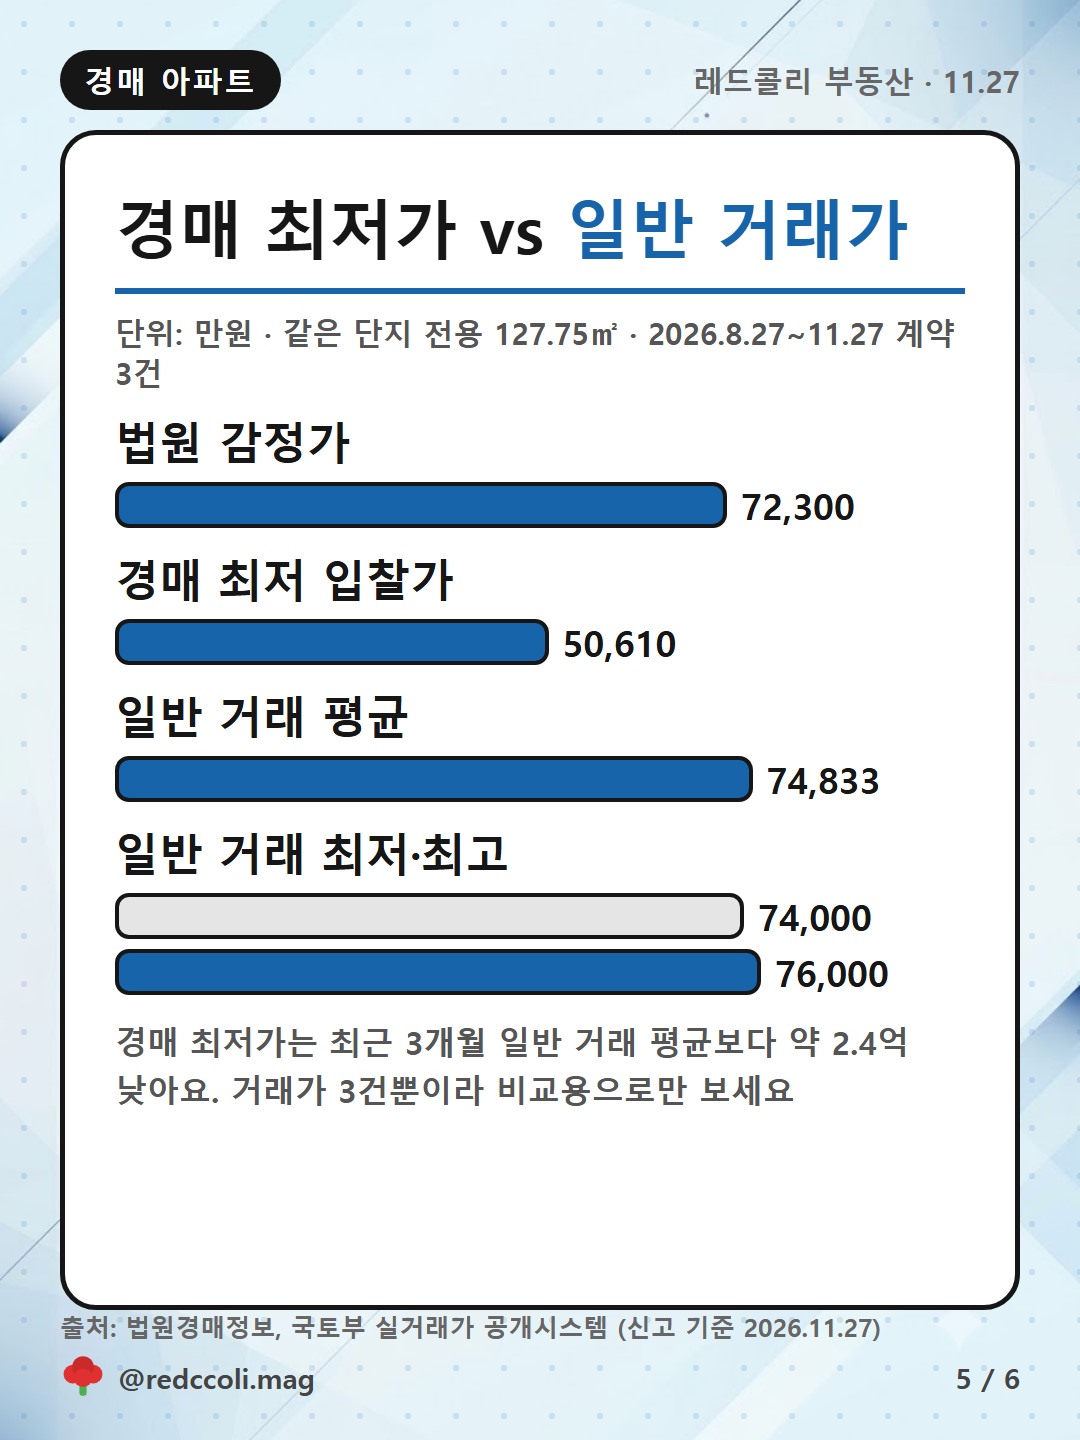 경매 아파트
레드콜리 부동산 · 11.27
경매 최저가 vs 일반 거래가
단위: 만원 · 같은 단지 전용 127.75㎡ · 2026.8.27~11.27 계약
3건
법원 감정가
72,300
경매 최저 입찰가
50,610
일반 거래 평균
74,833
일반 거래 최저·최고
74,000
76,000
경매 최저가는 최근 3개월 일반 거래 평균보다 약 2.4억
낮아요. 거래가 3건뿐이라 비교용으로만 보세요
출처: 법원경매정보, 국토부 실거래가 공개시스템 (신고 기준 2026.11.27)
@redccoli.mag
5 / 6